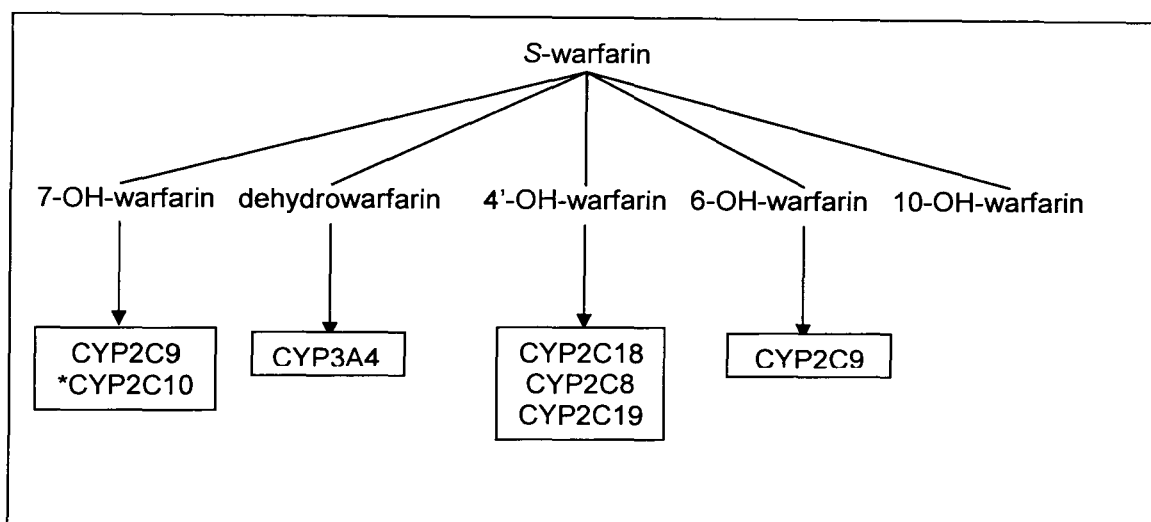 S-warfarin
7-OH-warfarin dehydrowarfarin 4'-OH-warfarin 6-OH-warfarin 10-OH-warfarin
CYP2C9
*CYP2C10
CYP3A4
CYP2C18
CYP2C8
CYP2C19
CYP2C9